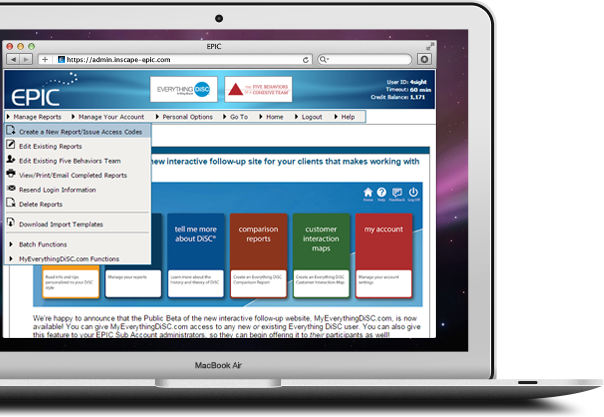 EPIC
https://admin.inscape-epic.com
EPIC
EVERYTHING DiSC
THE FIVE BEHAVIORS
OF A COHESIVE TEAM
User ID: 4sight
Timeout: 60 min
Credit Balance: 1,171
Manage Reports
Manage Your Account
Personal Options
Go To
Home
Logout
Help
Create a New Report/Issue Access Codes
Edit Existing Reports
Edit Existing Five Behaviors Team
View/Print/Email Completed Reports
Resend Login Information
Delete Reports
Download Import Templates
Batch Functions
MyEverythingDiSC.com Functions
new interactive follow-up site for your clients that makes working with
Home Help Feedback Log Off
tell me more
about DiSC®
comparison
reports
customer
interaction
maps
my account
Read info and tips
personalized to your DiSC
style
Manage your reports
Learn more about the
history and theory of DiSC
Create an Everything DiSC
Comparison Report
Create an Everything DiSC
Customer Interaction Map
Manage your account
settings
We're happy to announce that the Public Beta of the new interactive follow-up website, MyEverythingDiSC.com, is now
available! You can give MyEverythingDiSC.com access to any new or existing Everything DiSC user. You can also give
this feature to your EPIC Sub Account administrators, so they can begin offering it to their participants as well!
MacBook Air